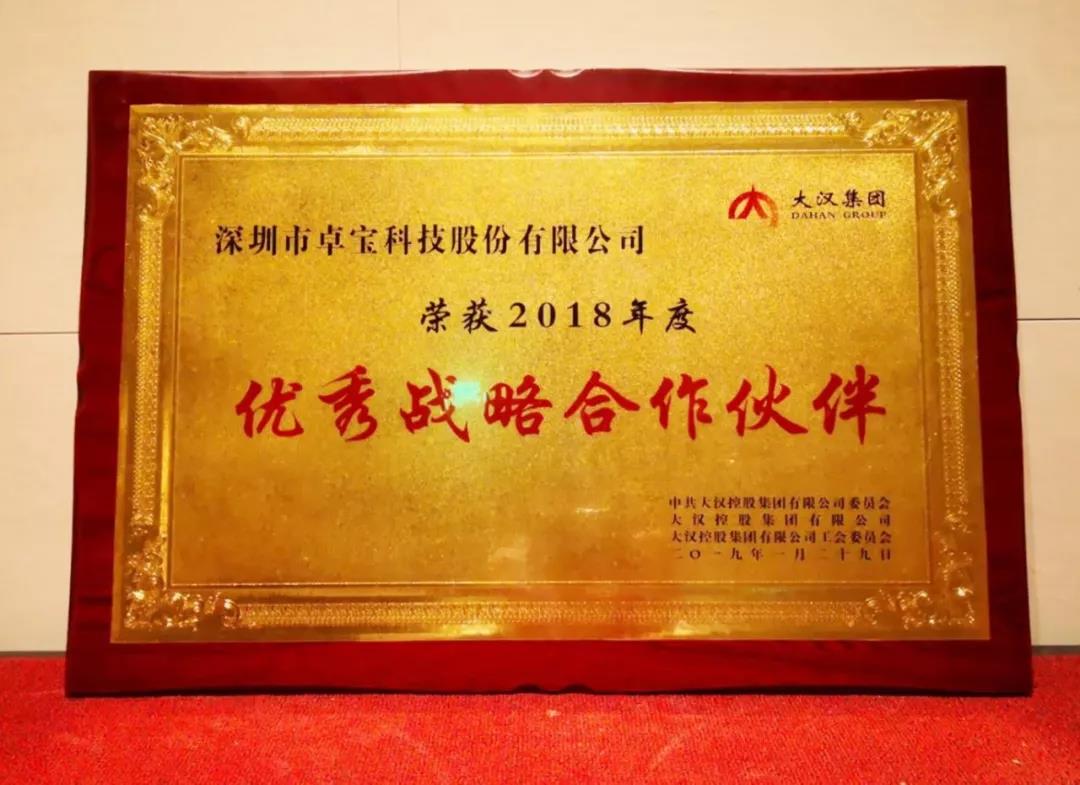 大汉集团
DAHAN GROUP
深圳市卓宝科技股份有限公司
荣获2018年度
优秀战略合作伙伴
中共大汉控股集团有限公司委员会
大汉控股集团有限公司
大汉控股集团有限公司工会委员会
二〇一九年一月二十九日